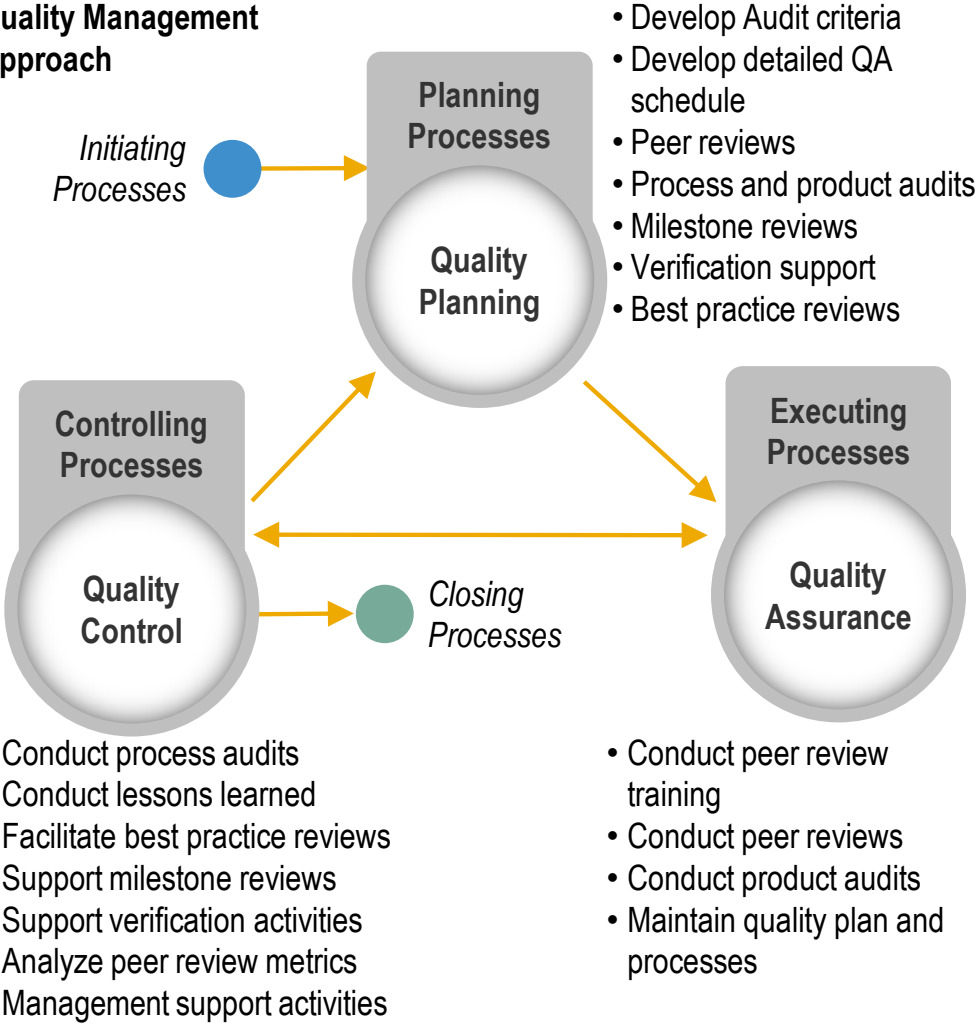 uality Management
pproach
• Develop Audit criteria
• Develop detailed QA
schedule
• Peer reviews
• Process and product audits
• Milestone reviews
• Verification support
• Best practice reviews
Planning
Processes
Initiating
Processes
Quality
Planning
Controlling
Processes
Executing
Processes
Quality
Control
Closing
Processes
Quality
Assurance
Conduct process audits
Conduct lessons learned
Facilitate best practice reviews
Support milestone reviews
Support verification activities
Analyze peer review metrics
Management support activities
• Conduct peer review
training
• Conduct peer reviews
• Conduct product audits
• Maintain quality plan and
processes